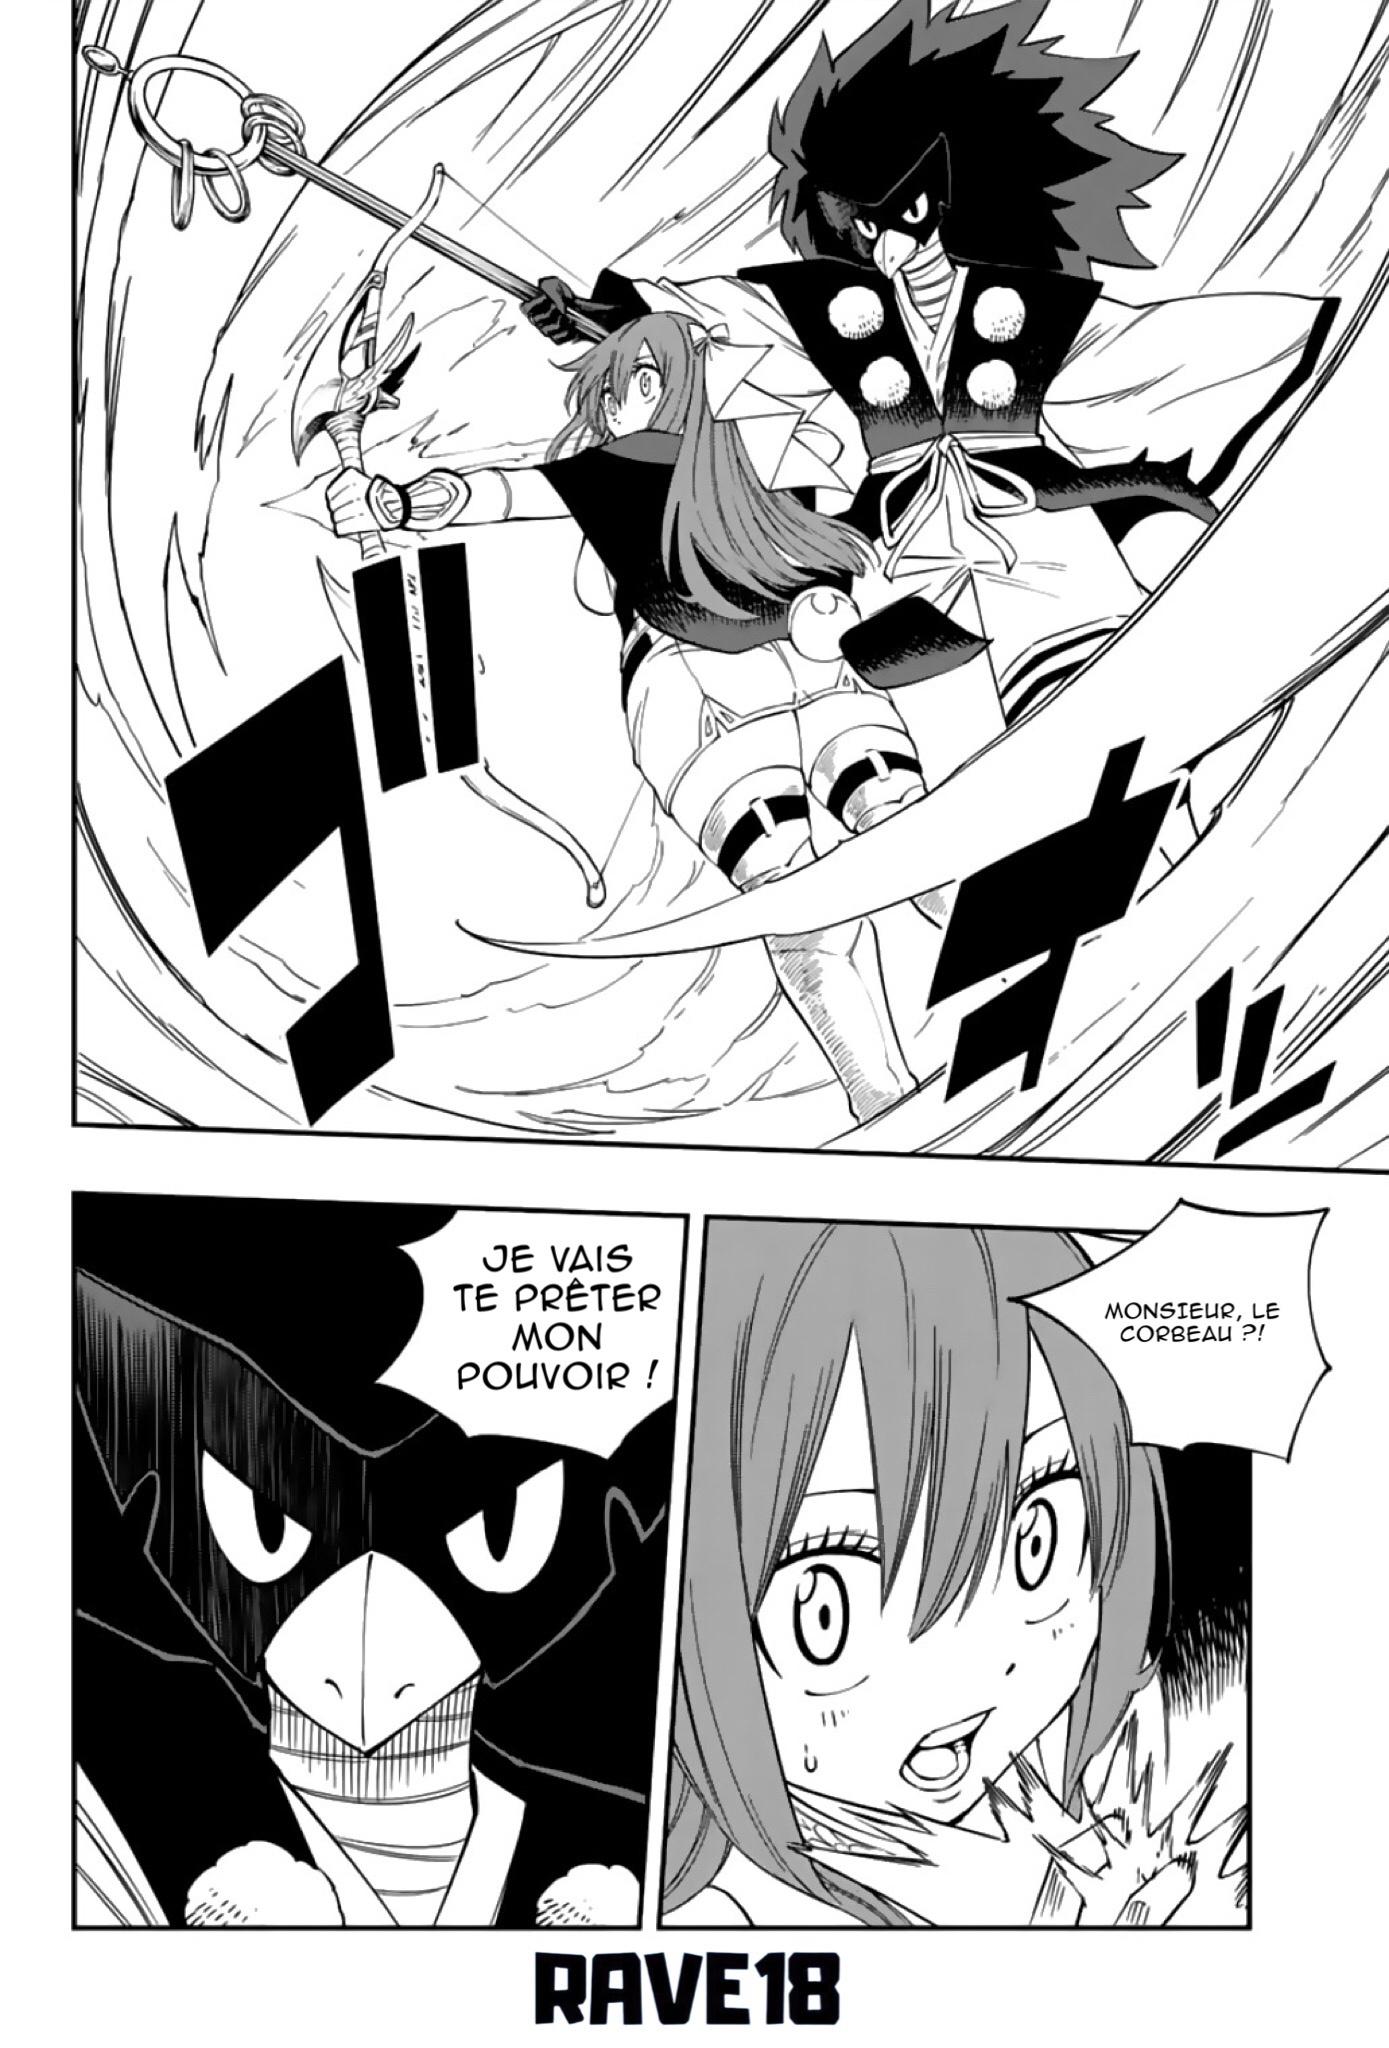 JE VAIS
TE PRÊTER
MON
POUVOIR !
MONSIEUR, LE
CORBEAU ?!
RAVE18